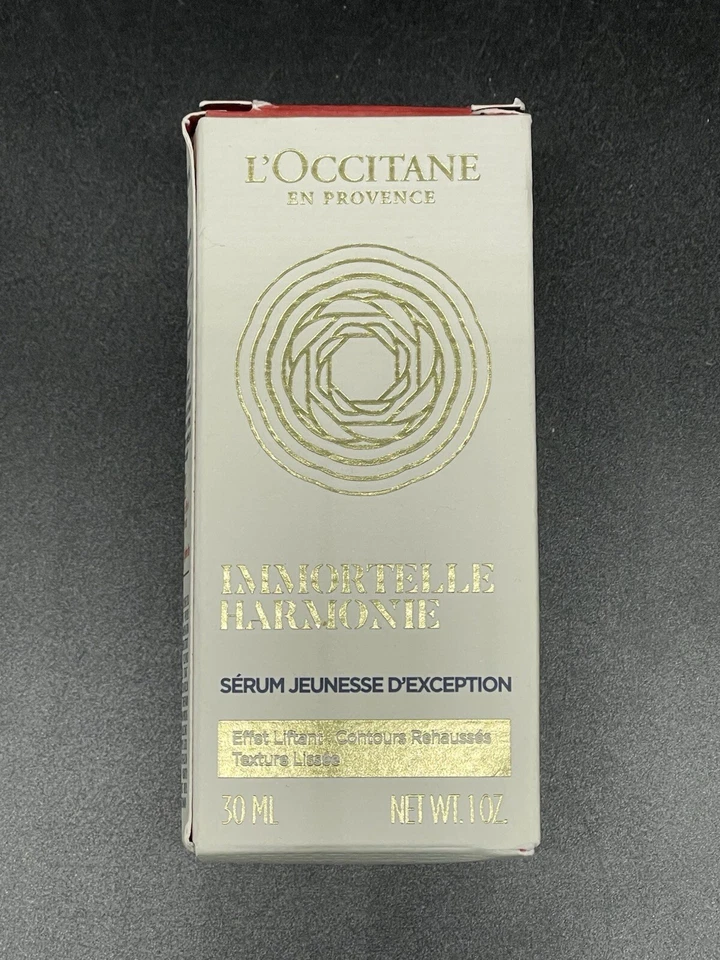 L'OCCITANE
EN PROVENCE
IMMORTELLE
HARMONIE
SÉRUM JEUNESSE D'EXCEPTION
Effet Liftant - Contours Rehaussés
Texture Lissée
30 ML NET WT. 1 OZ.